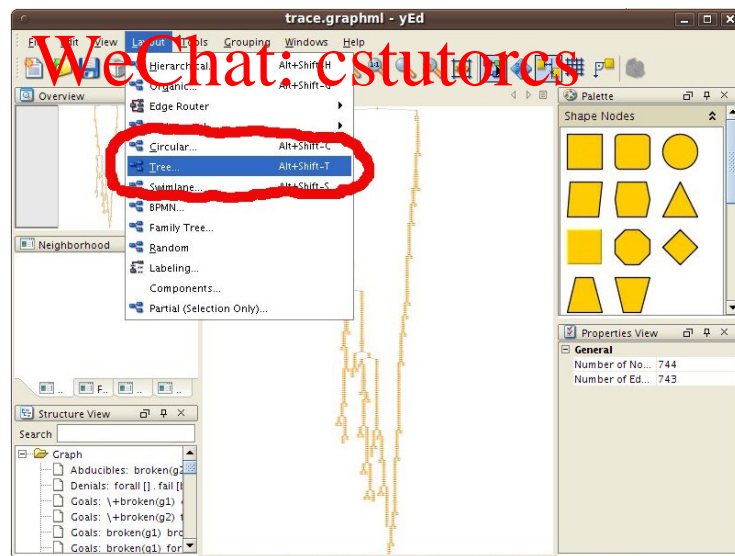 trace.graphml - yEd
File Edit View Layout Tools Grouping Windows Help
WeChat: cstutorcs
Overview
Neighborhood
Hierarchical... Alt+Shift-H
Organic... Alt+Shift-G
Edge Router
Circular... Alt+Shift-C
Tree... Alt+Shift-T
Swimlane... Alt+Shift-S
BPMN...
Family Tree...
Random
Labeling...
Components...
Partial (Selection Only)...
F..
Structure View
Search
Graph
Abducibles: broken(g2
Denials: forall [] . fail [
Goals: \+broken(g1)
Goals: \+broken(g2)
Goals: broken(g1) bro
Goals: broken(g1) for
Palette
Shape Nodes
Properties View
General
Number of No... 744
Number of Ed... 743